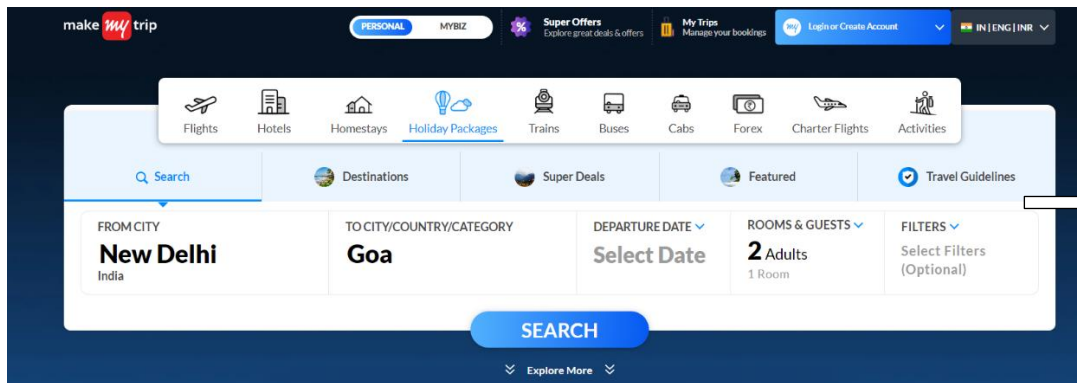 make my trip
PERSONAL MYBIZ
Super Offers
Explore great deals & offers
My Trips
Manage your bookings
my Login or Create Account
IN | ENG | INR
Flights Hotels Homestays Holiday Packages Trains Buses Cabs Forex Charter Flights Activities
Search Destinations Super Deals Featured Travel Guidelines
FROM CITY
New Delhi
India
TO CITY/COUNTRY/CATEGORY
Goa
DEPARTURE DATE
Select Date
ROOMS & GUESTS
2 Adults
1 Room
FILTERS
Select Filters
(Optional)
SEARCH
Explore More